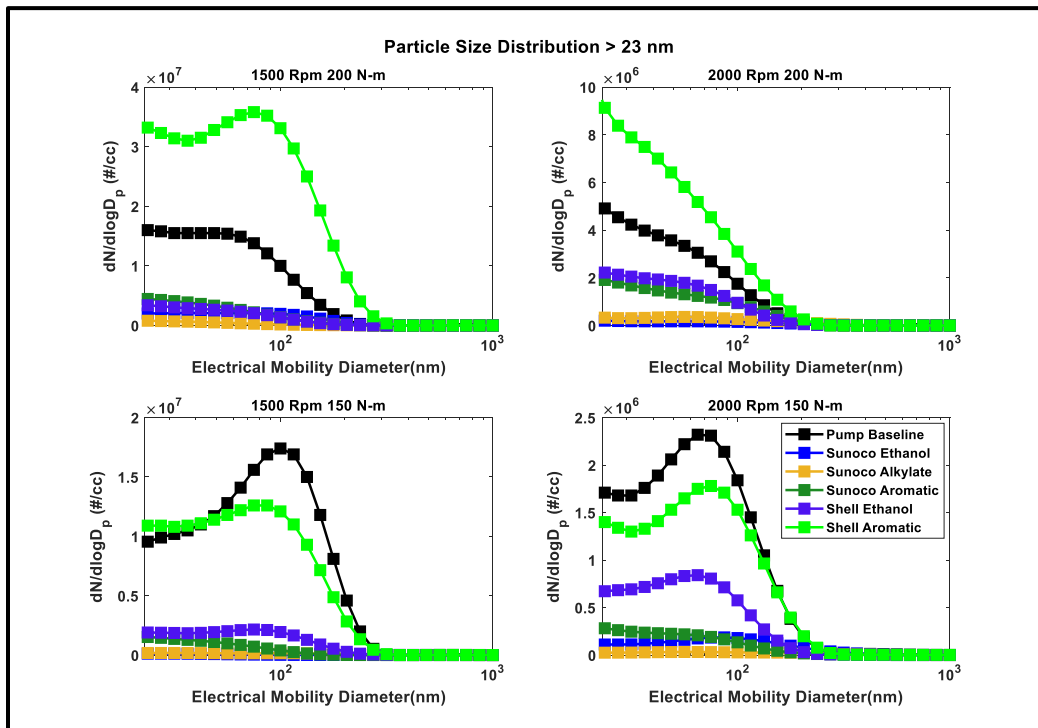 Particle Size Distribution > 23 nm
1500 Rpm 200 N-m
×10^7
4
3
2
1
0
dN/dlogD_p (#/cc)
10^2
10^3
Electrical Mobility Diameter(nm)
2000 Rpm 200 N-m
×10^6
10
8
6
4
2
0
dN/dlogD_p (#/cc)
10^2
10^3
Electrical Mobility Diameter(nm)
1500 Rpm 150 N-m
×10^7
2
1.5
1
0.5
0
dN/dlogD_p (#/cc)
10^2
10^3
Electrical Mobility Diameter(nm)
2000 Rpm 150 N-m
×10^6
2.5
2
1.5
1
0.5
0
dN/dlogD_p (#/cc)
10^2
10^3
Electrical Mobility Diameter(nm)
Pump Baseline
Sunoco Ethanol
Sunoco Alkylate
Sunoco Aromatic
Shell Ethanol
Shell Aromatic